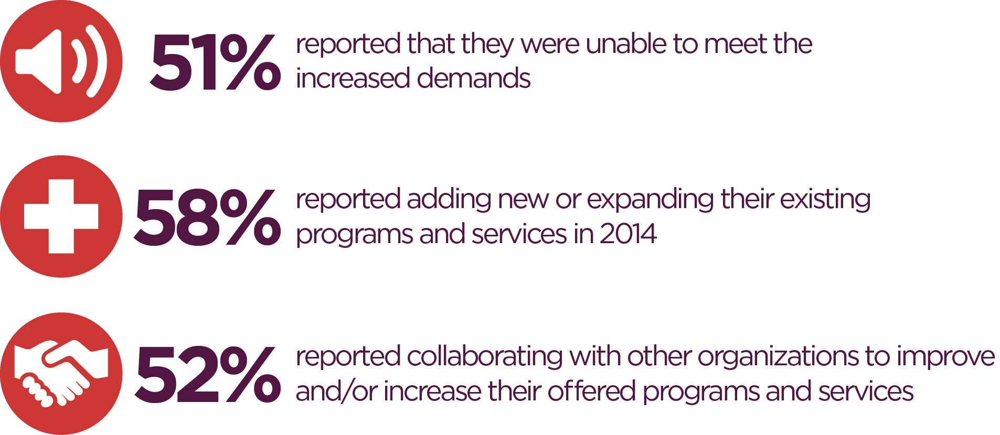 51% reported that they were unable to meet the
increased demands
58% reported adding new or expanding their existing
programs and services in 2014
52% reported collaborating with other organizations to improve
and/or increase their offered programs and services